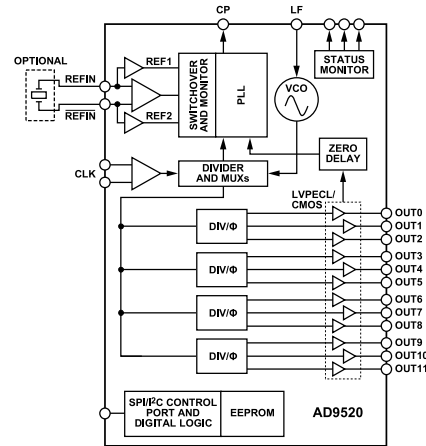 CP
LF
OPTIONAL
REFIN
REFIN
REF1
REF2
SWITCHOVER
AND MONITOR
PLL
VCO
STATUS
MONITOR
ZERO
DELAY
CLK
DIVIDER
AND MUXs
LVPECL/
CMOS
DIV/Φ
DIV/Φ
DIV/Φ
DIV/Φ
OUT0
OUT1
OUT2
OUT3
OUT4
OUT5
OUT6
OUT7
OUT8
OUT9
OUT10
OUT11
SPI/I²C CONTROL
PORT AND
DIGITAL LOGIC
EEPROM
AD9520